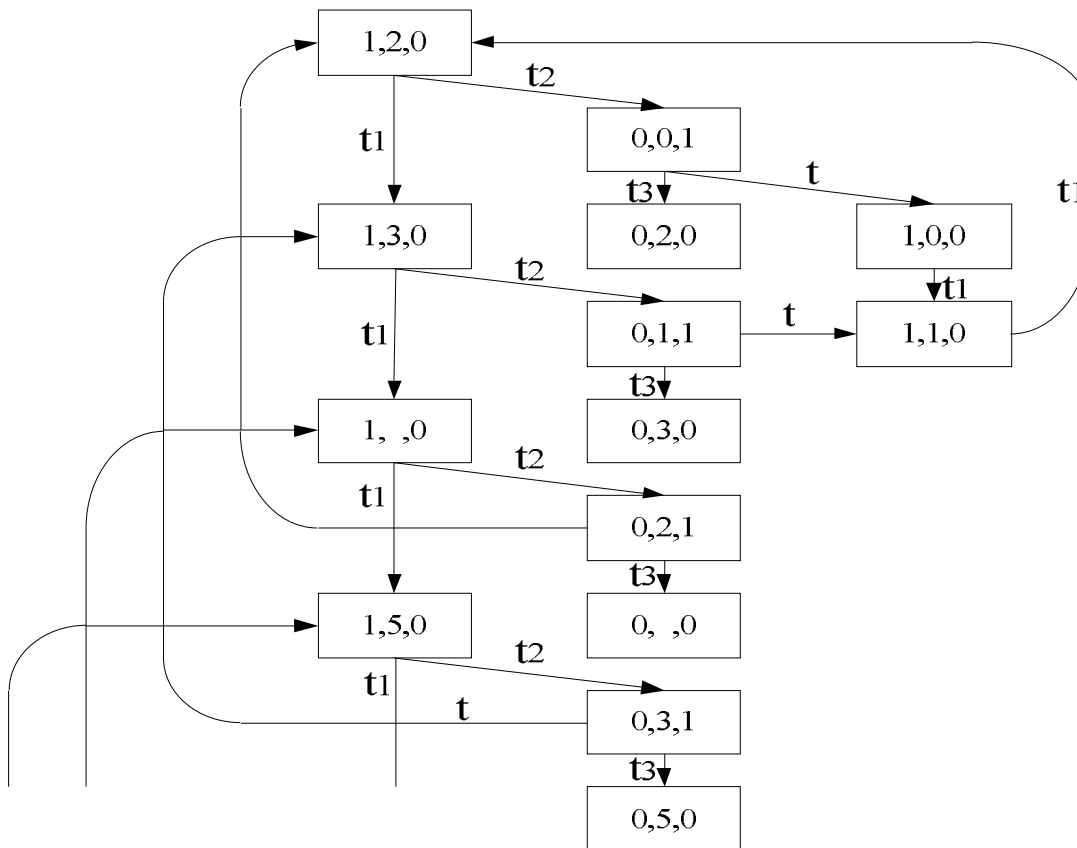 1,2,0
t2
t1
0,0,1
t3
t
t1
1,3,0
0,2,0
1,0,0
t2
t1
t1
0,1,1
t
1,1,0
t3
1, ,0
0,3,0
t2
t1
0,2,1
t3
1,5,0
0, ,0
t2
t1
t
0,3,1
t3
0,5,0